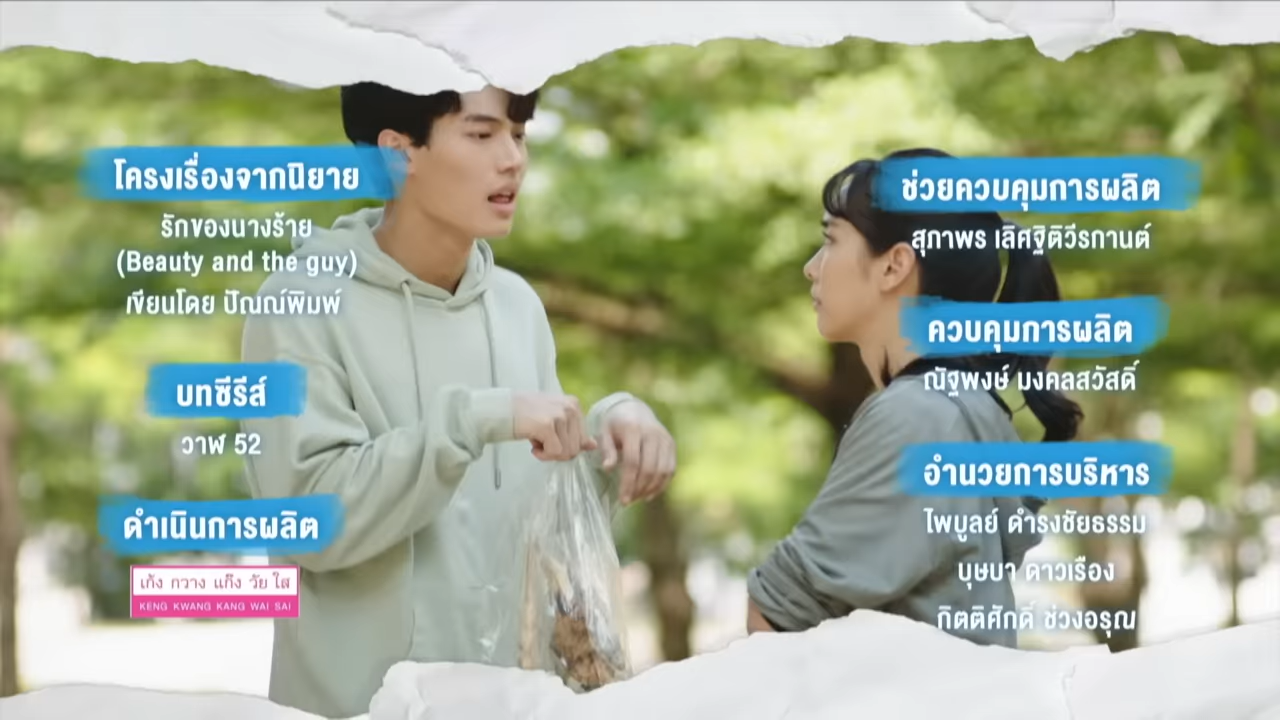 โครงเรื่องจากนิยาย
รักของนางร้าย
(Beauty and the guy)
เขียนโดย ปัณณ์พิมพ์
บทซีรีส์
วาฬ 52
ดำเนินการผลิต
เก้ง กวาง แก๊ง วัย ใส
KENG KWANG KANG WAI SAI
ช่วยควบคุมการผลิต
สุภาพร เลิศฐิติวีรกานต์
ควบคุมการผลิต
ณัฐพงษ์ มงคลสวัสดิ์
อำนวยการบริหาร
ไพบูลย์ ดำรงชัยธรรม
บุษบา ดาวเรือง
กิตติศักดิ์ ช่วงอรุณ